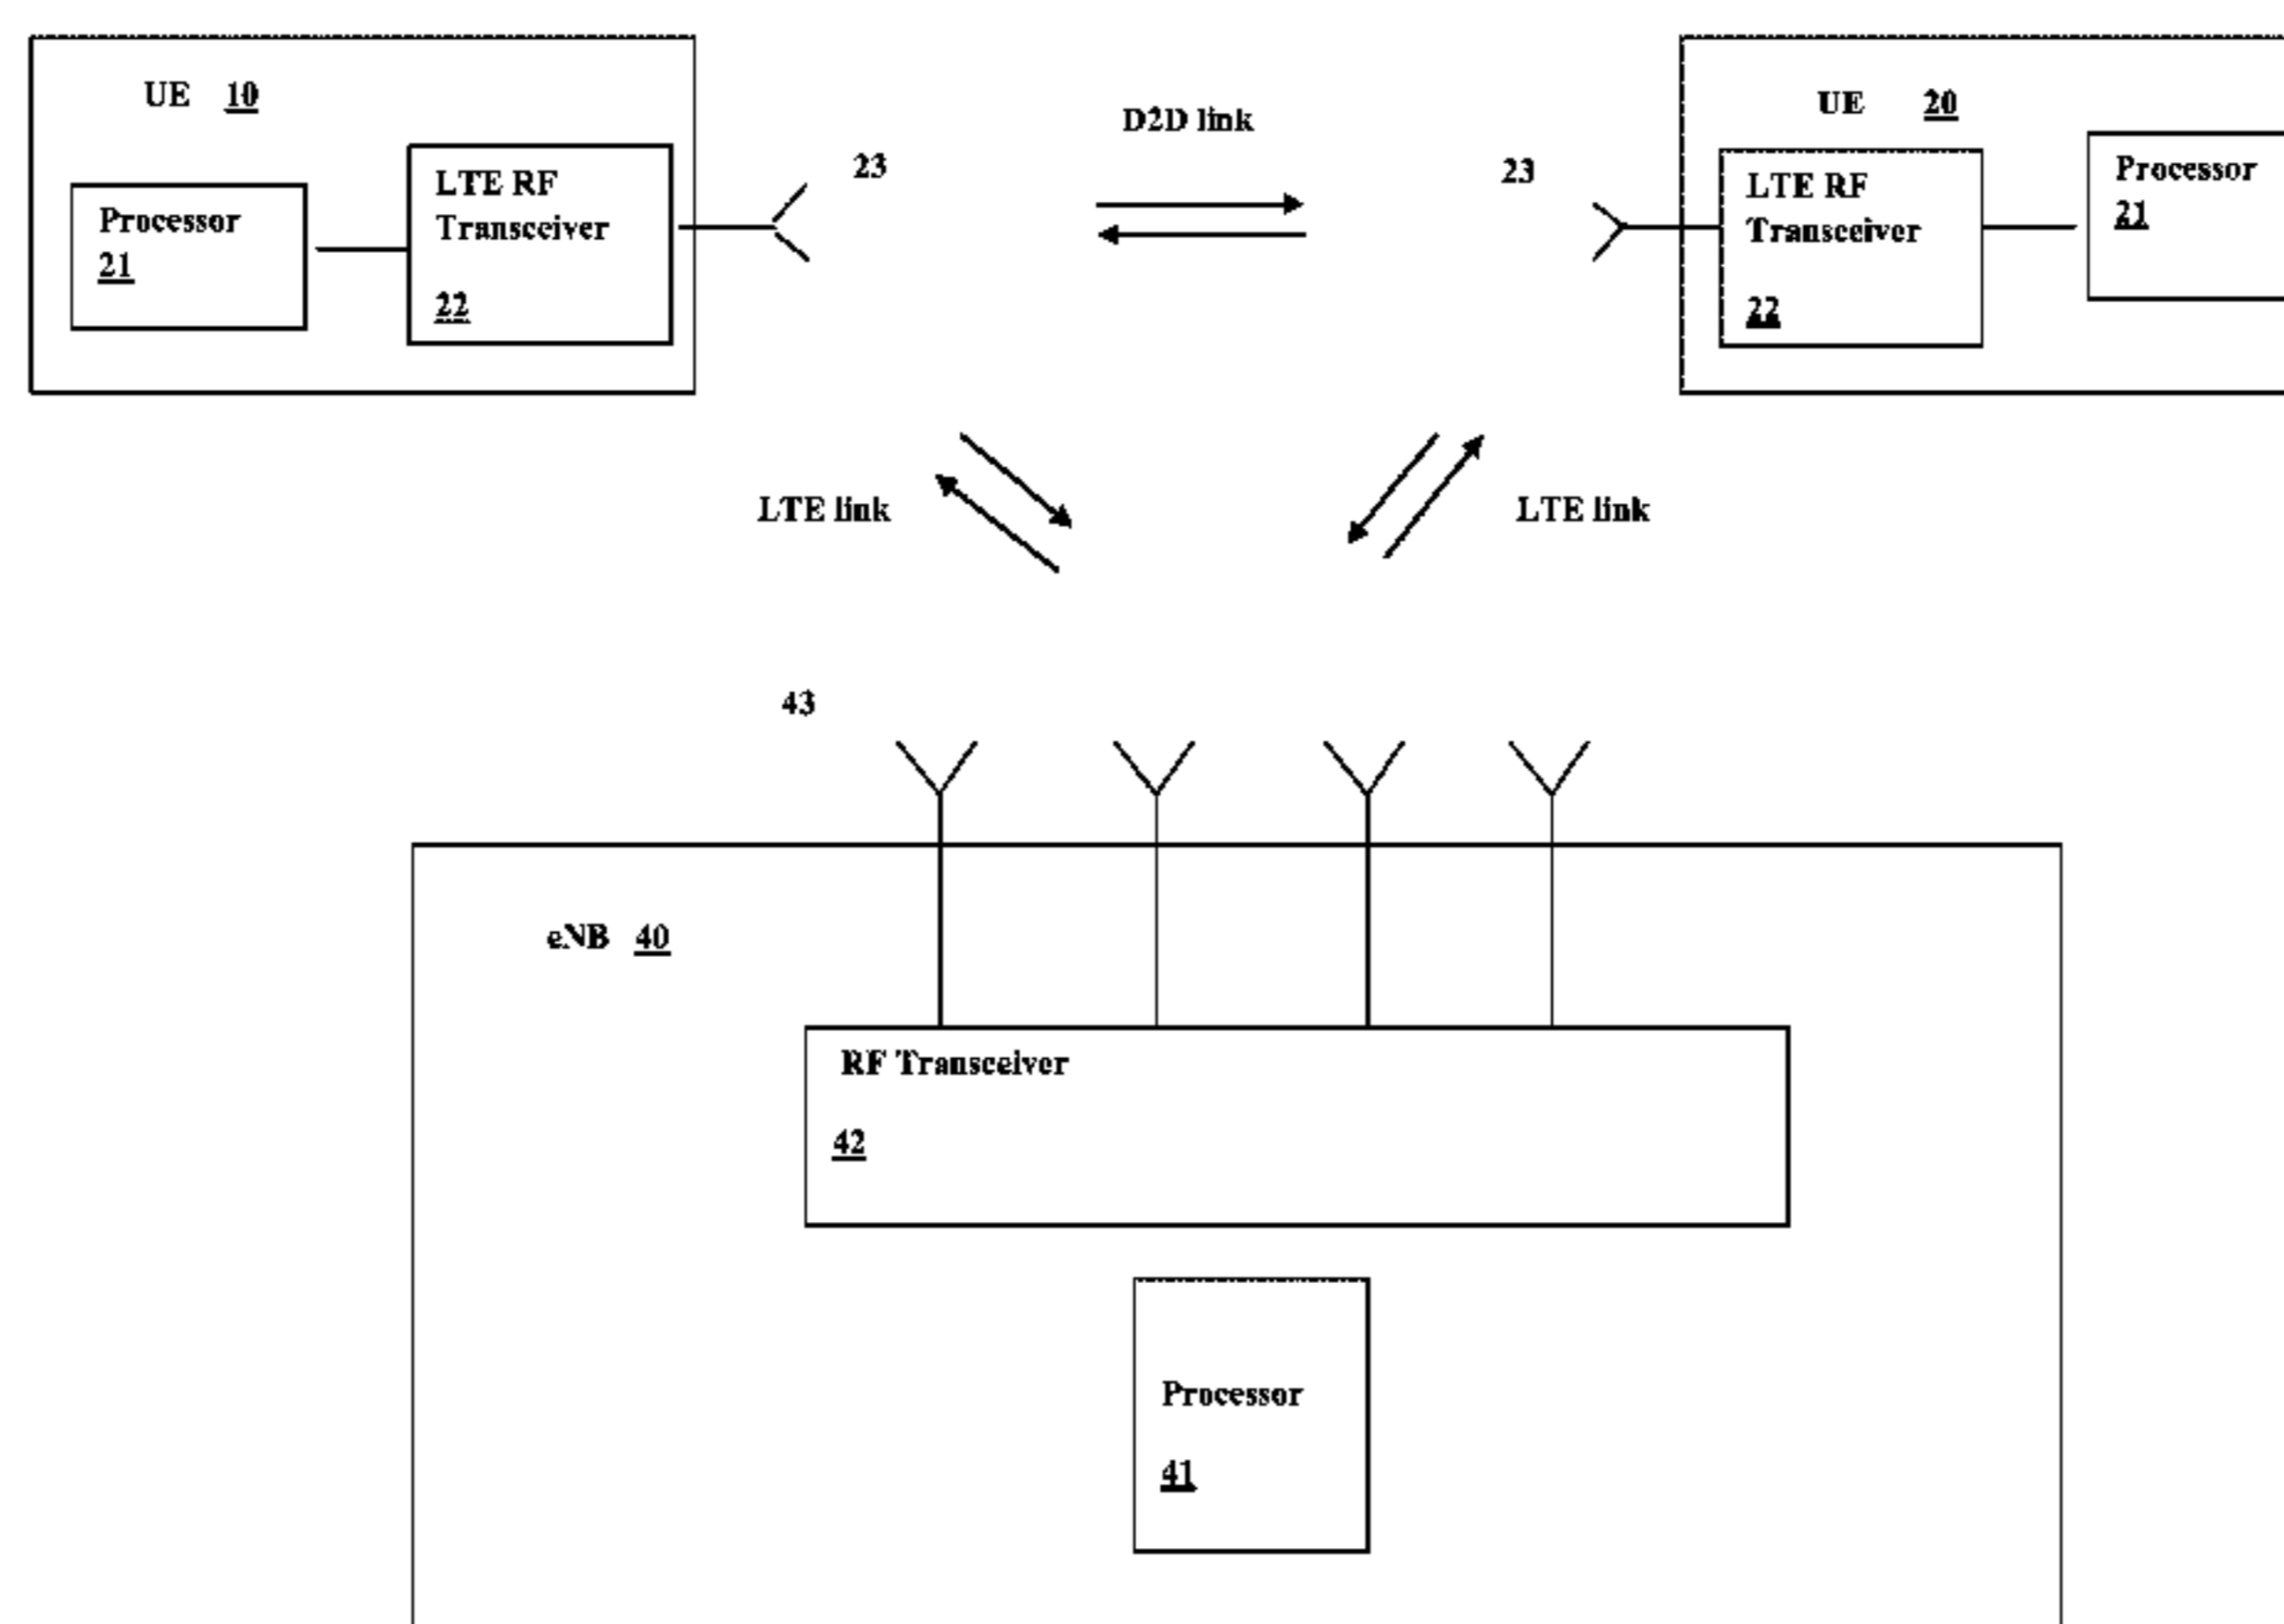 UE 10
Processor
21
LTE RF
Transceiver
22
23
D2D link
23
UE 20
LTE RF
Transceiver
22
Processor
21
LTE link
LTE link
43
eNB 40
RF Transceiver
42
Processor
41